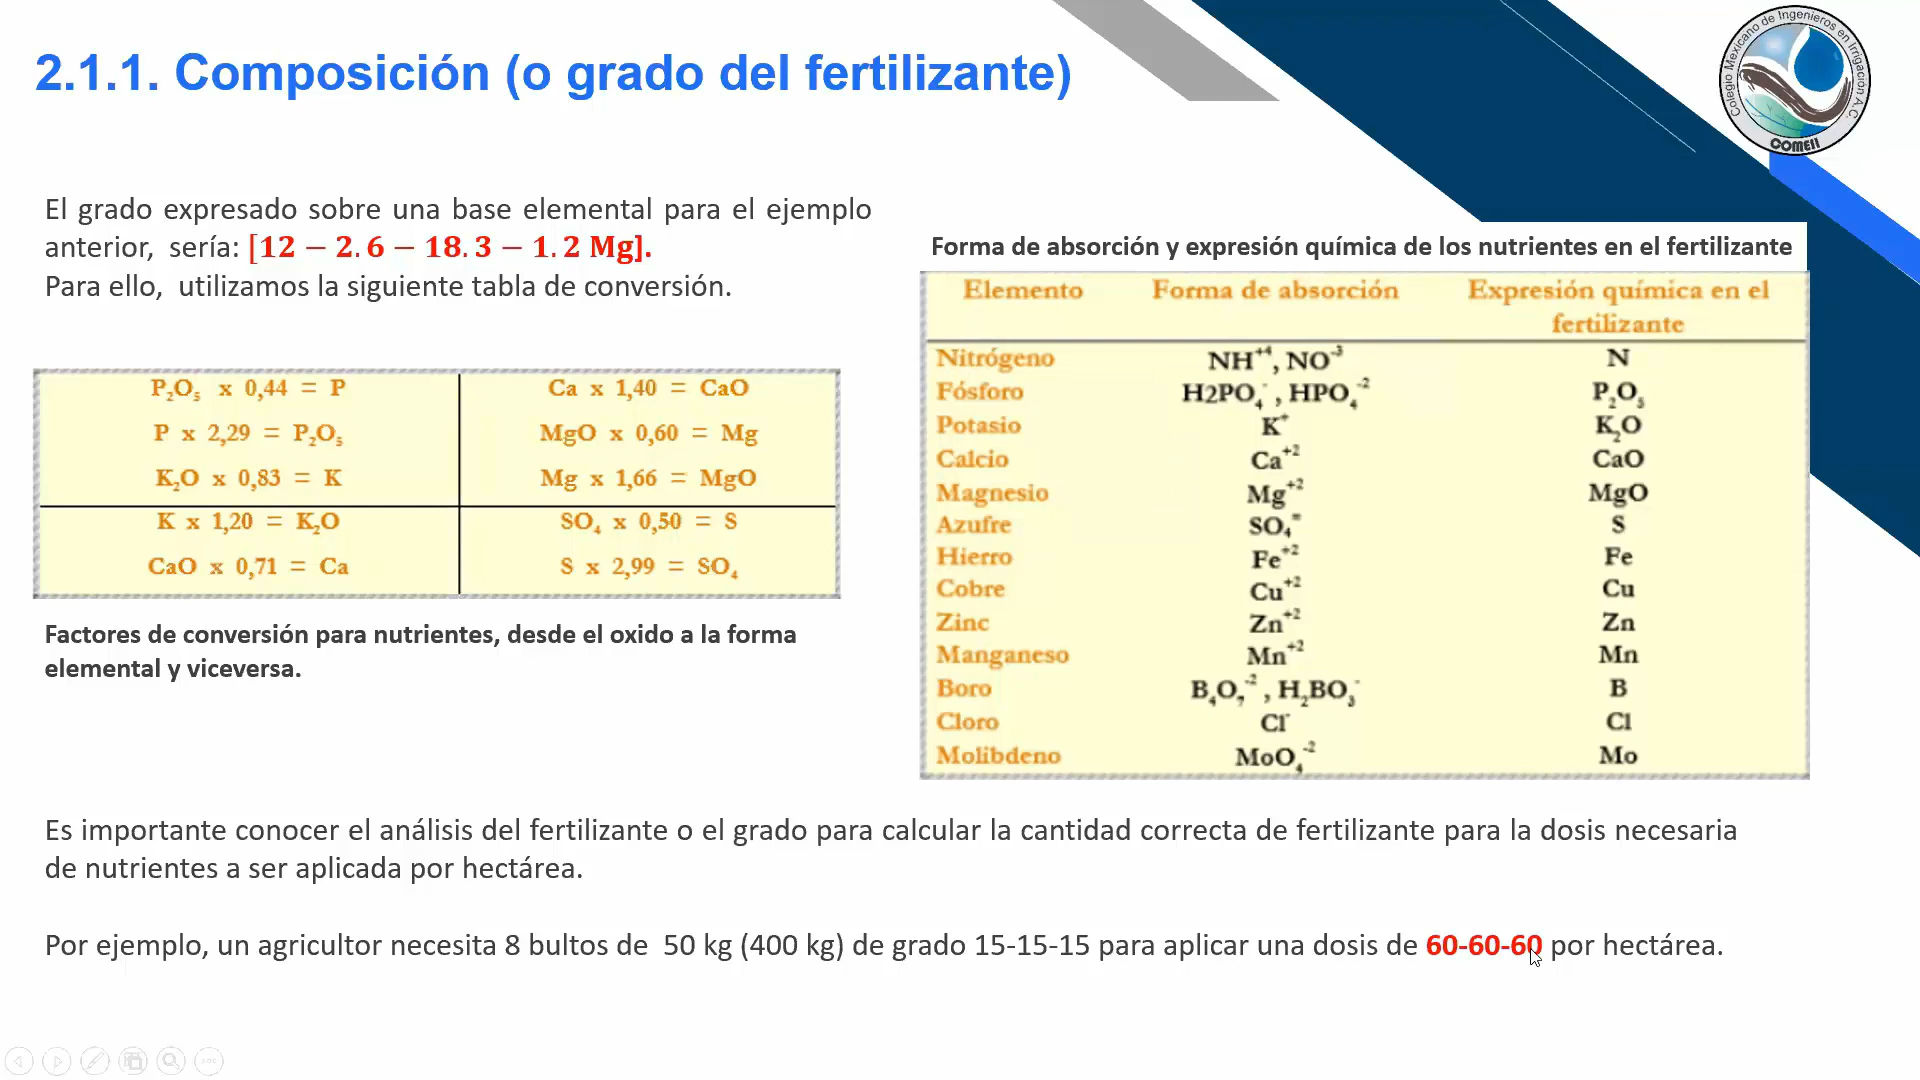 2.1.1. Composición (o grado del fertilizante)
Colegio Mexicano de Ingenieros en Irrigación A.C.
COMEII
El grado expresado sobre una base elemental para el ejemplo
anterior, sería: [12 − 2.6 − 18.3 − 1.2 Mg].
Para ello, utilizamos la siguiente tabla de conversión.
P₂O₅ x 0,44 = P
P x 2,29 = P₂O₅
K₂O x 0,83 = K
K x 1,20 = K₂O
CaO x 0,71 = Ca
Ca x 1,40 = CaO
MgO x 0,60 = Mg
Mg x 1,66 = MgO
SO₄ x 0,50 = S
S x 2,99 = SO₄
Factores de conversión para nutrientes, desde el oxido a la forma
elemental y viceversa.
Forma de absorción y expresión química de los nutrientes en el fertilizante
Elemento Forma de absorción Expresión química en el
fertilizante
Nitrógeno NH⁺⁴, NO⁻³ N
Fósforo H2PO₄⁻, HPO₄⁻² P₂O₅
Potasio K⁺ K₂O
Calcio Ca⁺² CaO
Magnesio Mg⁺² MgO
Azufre SO₄⁼ S
Hierro Fe⁺² Fe
Cobre Cu⁺² Cu
Zinc Zn⁺² Zn
Manganeso Mn⁺² Mn
Boro B₄O₇⁻², H₂BO₃⁻ B
Cloro Cl⁻ Cl
Molibdeno MoO₄⁻² Mo
Es importante conocer el análisis del fertilizante o el grado para calcular la cantidad correcta de fertilizante para la dosis necesaria
de nutrientes a ser aplicada por hectárea.
Por ejemplo, un agricultor necesita 8 bultos de 50 kg (400 kg) de grado 15-15-15 para aplicar una dosis de 60-60-60 por hectárea.